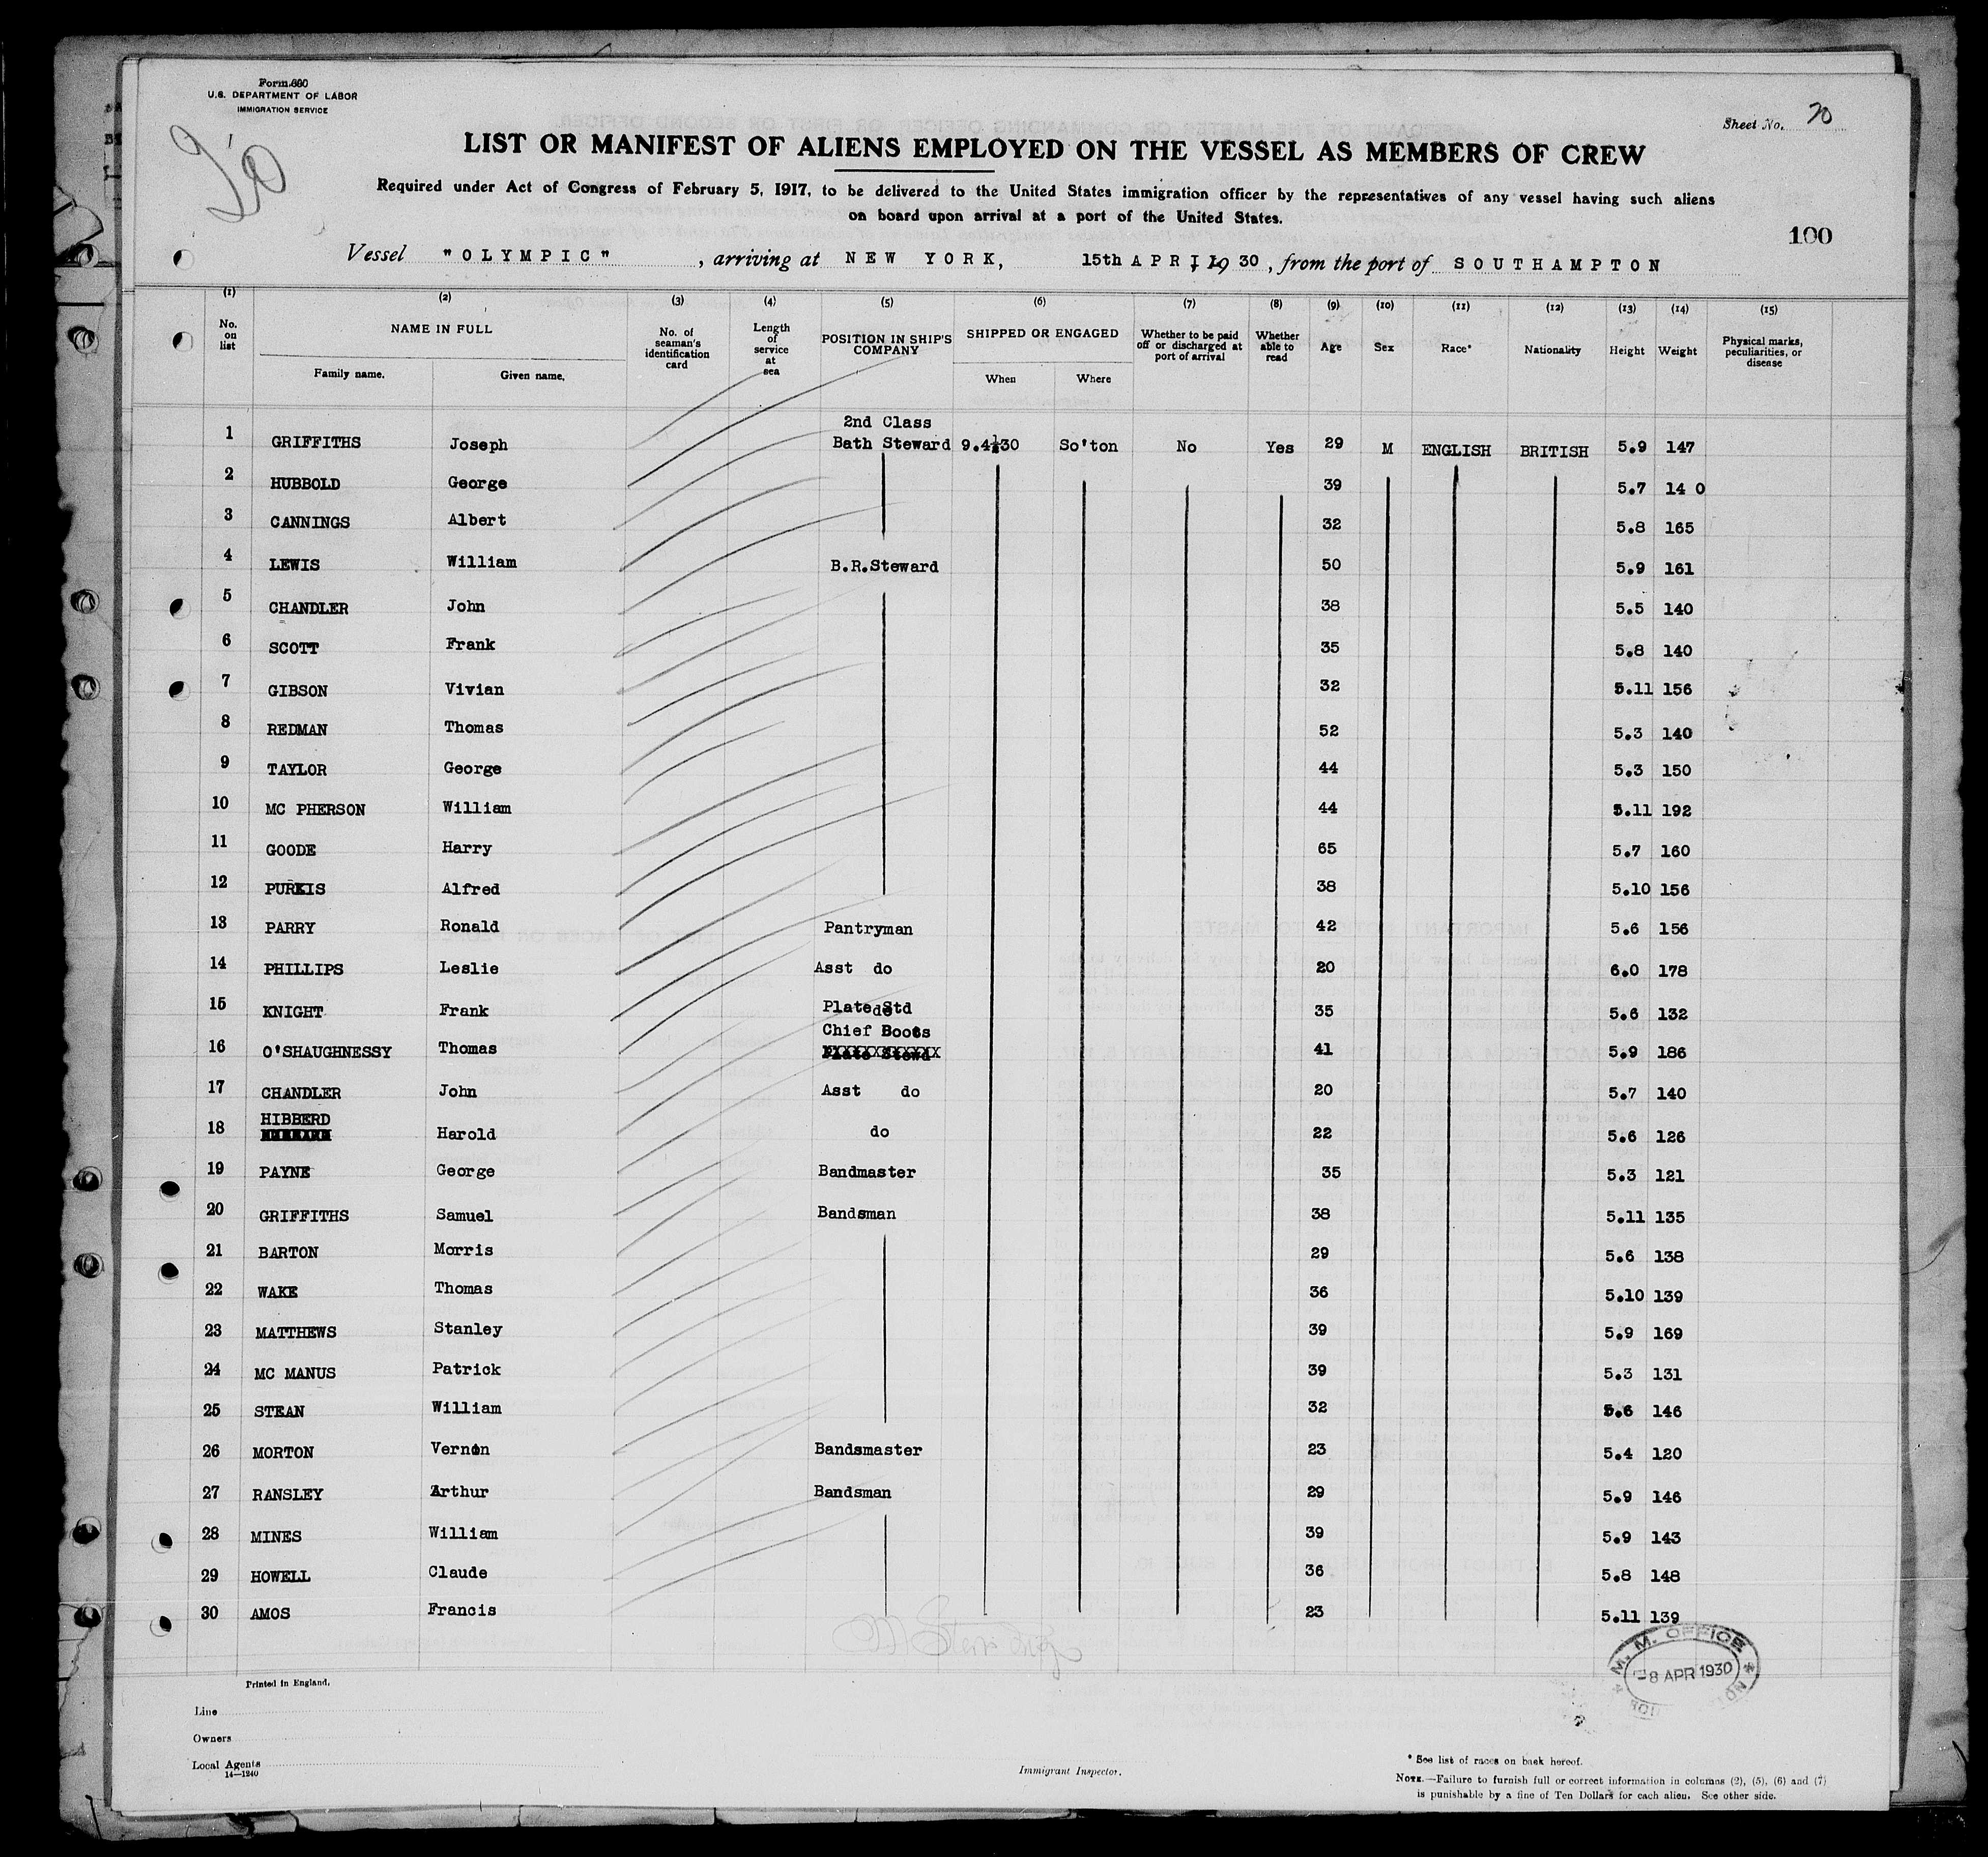 Form 690
U.S. DEPARTMENT OF LABOR
IMMIGRATION SERVICE
20
Sheet No. 20
LIST OR MANIFEST OF ALIENS EMPLOYED ON THE VESSEL AS MEMBERS OF CREW
Required under Act of Congress of February 5, 1917, to be delivered to the United States immigration officer by the representatives of any vessel having such aliens
on board upon arrival at a port of the United States.
100
Vessel "OLYMPIC" , arriving at NEW YORK, 15th APRIL 19 30 , from the port of SOUTHAMPTON
(1) (2) (3) (4) (5) (6) (7) (8) (9) (10) (11) (12) (13) (14) (15)
No. on list NAME IN FULL Family name. Given name. No. of seaman's identification card Length of service at sea POSITION IN SHIP'S COMPANY SHIPPED OR ENGAGED When Where Whether to be paid off or discharged at port of arrival Whether able to read Age Sex Race* Nationality Height Weight Physical marks, peculiarities, or disease
2nd Class
1 GRIFFITHS Joseph Bath Steward 9.4.30 So'ton No Yes 29 M ENGLISH BRITISH 5.9 147
2 HUBBOLD George 39 5.7 14 0
3 CANNINGS Albert 32 5.8 165
4 LEWIS William B.R.Steward 50 5.9 161
5 CHANDLER John 38 5.5 140
6 SCOTT Frank 35 5.8 140
7 GIBSON Vivian 32 5.11 156
8 REDMAN Thomas 52 5.3 140
9 TAYLOR George 44 5.3 150
10 MC PHERSON William 44 5.11 192
11 GOODE Harry 65 5.7 160
12 PURKIS Alfred 38 5.10 156
13 PARRY Ronald Pantryman 42 5.6 156
14 PHILLIPS Leslie Asst do 20 6.0 178
15 KNIGHT Frank Plate Std do 35 5.6 132
Chief Boots
16 O'SHAUGHNESSY Thomas Plate Stewd 41 5.9 186
17 CHANDLER John Asst do 20 5.7 140
HIBBERD
18 Harold do 22 5.6 126
19 PAYNE George Bandmaster 35 5.3 121
20 GRIFFITHS Samuel Bandsman 38 5.11 135
21 BARTON Morris 29 5.6 138
22 WAKE Thomas 36 5.10 139
23 MATTHEWS Stanley 39 5.9 169
24 MC MANUS Patrick 39 5.3 131
25 STEAN William 32 5.6 146
26 MORTON Vernon Bandsmaster 23 5.4 120
27 RANSLEY Arthur Bandsman 29 5.9 146
28 MINES William 39 5.9 143
29 HOWELL Claude 36 5.8 148
30 AMOS Francis 23 5.11 139
M. M. OFFICE
-8 APR 1930
Printed in England.
Line
Owners
Local Agents
14—1240
Immigrant Inspector.
* See list of races on back hereof.
NOTE.—Failure to furnish full or correct information in columns (2), (5), (6) and (7)
is punishable by a fine of Ten Dollars for each alien. See other side.